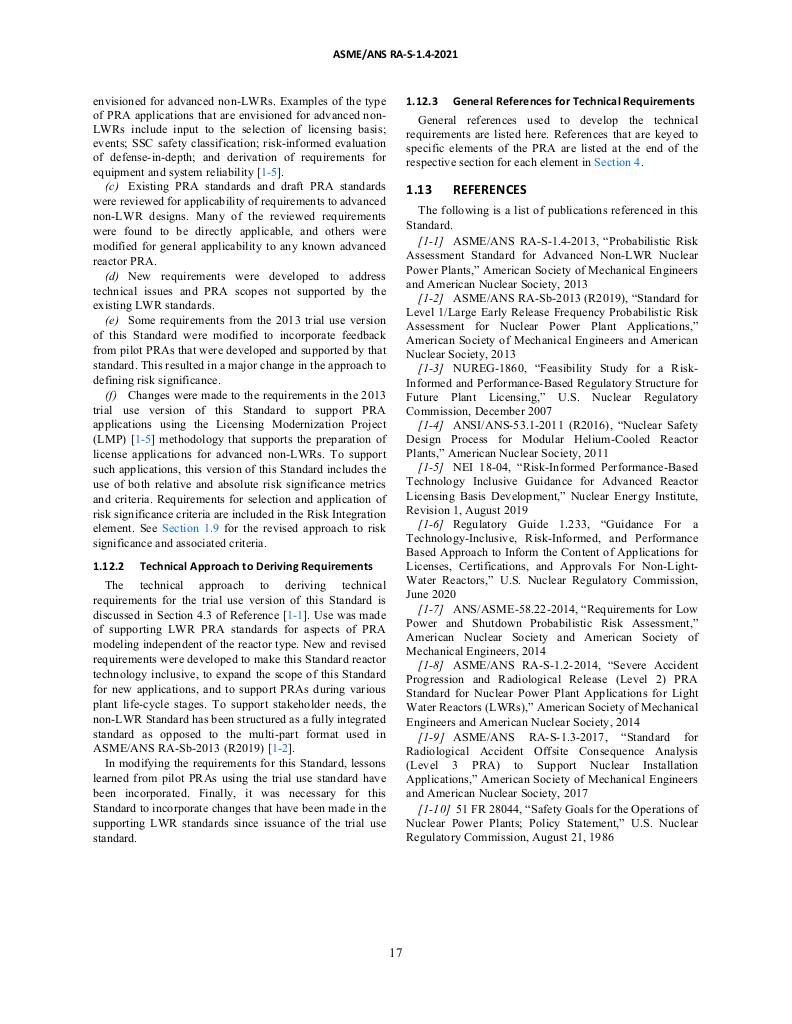 ASME/ANS RA-S-1.4-2021
envisioned for advanced non-LWRs. Examples of the type
of PRA applications that are envisioned for advanced non-
LWRs include input to the selection of licensing basis;
events; SSC safety classification; risk-informed evaluation
of defense-in-depth; and derivation of requirements for
equipment and system reliability [1-5].
(c) Existing PRA standards and draft PRA standards
were reviewed for applicability of requirements to advanced
non-LWR designs. Many of the reviewed requirements
were found to be directly applicable, and others were
modified for general applicability to any known advanced
reactor PRA.
(d) New requirements were developed to address
technical issues and PRA scopes not supported by the
existing LWR standards.
(e) Some requirements from the 2013 trial use version
of this Standard were modified to incorporate feedback
from pilot PRAs that were developed and supported by that
standard. This resulted in a major change in the approach to
defining risk significance.
(f) Changes were made to the requirements in the 2013
trial use version of this Standard to support PRA
applications using the Licensing Modernization Project
(LMP) [1-5] methodology that supports the preparation of
license applications for advanced non-LWRs. To support
such applications, this version of this Standard includes the
use of both relative and absolute risk significance metrics
and criteria. Requirements for selection and application of
risk significance criteria are included in the Risk Integration
element. See Section 1.9 for the revised approach to risk
significance and associated criteria.
1.12.2 Technical Approach to Deriving Requirements
The technical approach to deriving technical
requirements for the trial use version of this Standard is
discussed in Section 4.3 of Reference [1-1]. Use was made
of supporting LWR PRA standards for aspects of PRA
modeling independent of the reactor type. New and revised
requirements were developed to make this Standard reactor
technology inclusive, to expand the scope of this Standard
for new applications, and to support PRAs during various
plant life-cycle stages. To support stakeholder needs, the
non-LWR Standard has been structured as a fully integrated
standard as opposed to the multi-part format used in
ASME/ANS RA-Sb-2013 (R2019) [1-2].
In modifying the requirements for this Standard, lessons
learned from pilot PRAs using the trial use standard have
been incorporated. Finally, it was necessary for this
Standard to incorporate changes that have been made in the
supporting LWR standards since issuance of the trial use
standard.
1.12.3 General References for Technical Requirements
General references used to develop the technical
requirements are listed here. References that are keyed to
specific elements of the PRA are listed at the end of the
respective section for each element in Section 4.
1.13 REFERENCES
The following is a list of publications referenced in this
Standard.
[1-1] ASME/ANS RA-S-1.4-2013, “Probabilistic Risk
Assessment Standard for Advanced Non-LWR Nuclear
Power Plants,” American Society of Mechanical Engineers
and American Nuclear Society, 2013
[1-2] ASME/ANS RA-Sb-2013 (R2019), “Standard for
Level 1/Large Early Release Frequency Probabilistic Risk
Assessment for Nuclear Power Plant Applications,”
American Society of Mechanical Engineers and American
Nuclear Society, 2013
[1-3] NUREG-1860, “Feasibility Study for a Risk-
Informed and Performance-Based Regulatory Structure for
Future Plant Licensing,” U.S. Nuclear Regulatory
Commission, December 2007
[1-4] ANSI/ANS-53.1-2011 (R2016), “Nuclear Safety
Design Process for Modular Helium-Cooled Reactor
Plants,” American Nuclear Society, 2011
[1-5] NEI 18-04, “Risk-Informed Performance-Based
Technology Inclusive Guidance for Advanced Reactor
Licensing Basis Development,” Nuclear Energy Institute,
Revision 1, August 2019
[1-6] Regulatory Guide 1.233, “Guidance For a
Technology-Inclusive, Risk-Informed, and Performance
Based Approach to Inform the Content of Applications for
Licenses, Certifications, and Approvals For Non-Light-
Water Reactors,” U.S. Nuclear Regulatory Commission,
June 2020
[1-7] ANS/ASME-58.22-2014, “Requirements for Low
Power and Shutdown Probabilistic Risk Assessment,”
American Nuclear Society and American Society of
Mechanical Engineers, 2014
[1-8] ASME/ANS RA-S-1.2-2014, “Severe Accident
Progression and Radiological Release (Level 2) PRA
Standard for Nuclear Power Plant Applications for Light
Water Reactors (LWRs),” American Society of Mechanical
Engineers and American Nuclear Society, 2014
[1-9] ASME/ANS RA-S-1.3-2017, “Standard for
Radiological Accident Offsite Consequence Analysis
(Level 3 PRA) to Support Nuclear Installation
Applications,” American Society of Mechanical Engineers
and American Nuclear Society, 2017
[1-10] 51 FR 28044, “Safety Goals for the Operations of
Nuclear Power Plants; Policy Statement,” U.S. Nuclear
Regulatory Commission, August 21, 1986
17